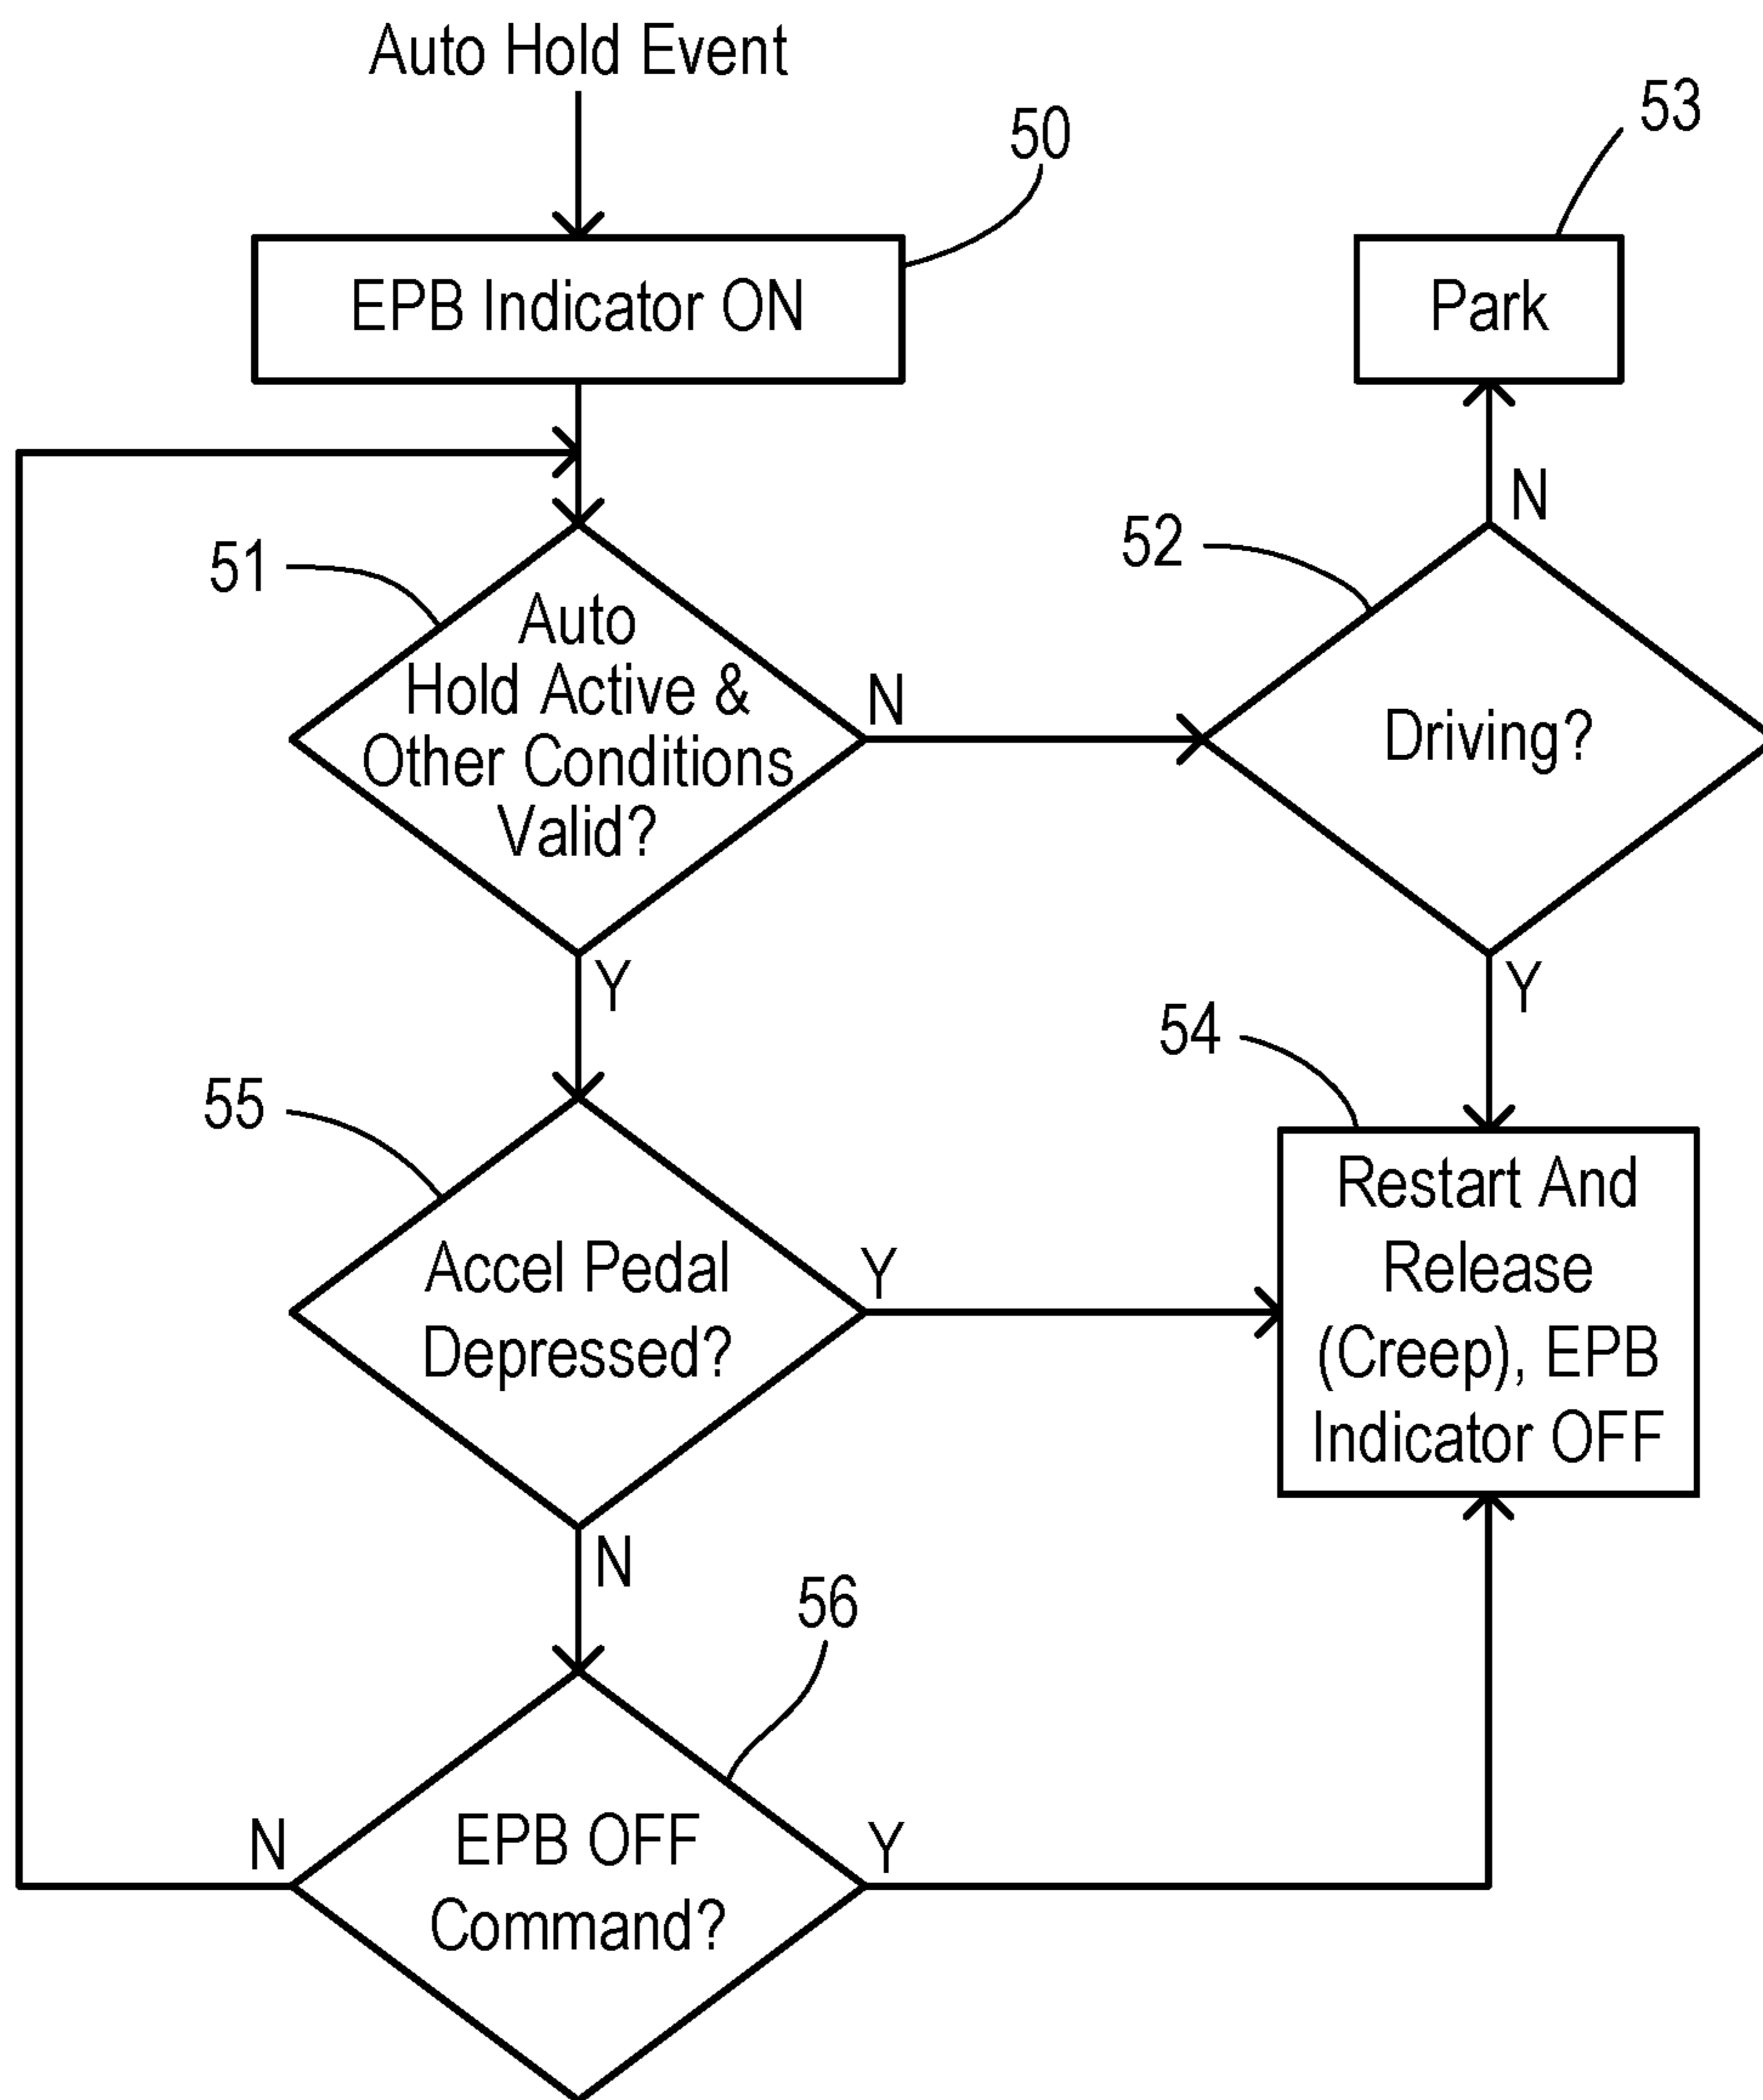 Auto Hold Event
50
53
EPB Indicator ON
Park
N
51
52
Auto
Hold Active &
Other Conditions
Valid?
N
Driving?
Y
Y
54
55
Restart And
Release
(Creep), EPB
Indicator OFF
Accel Pedal
Depressed?
Y
N
56
N
EPB OFF
Command?
Y